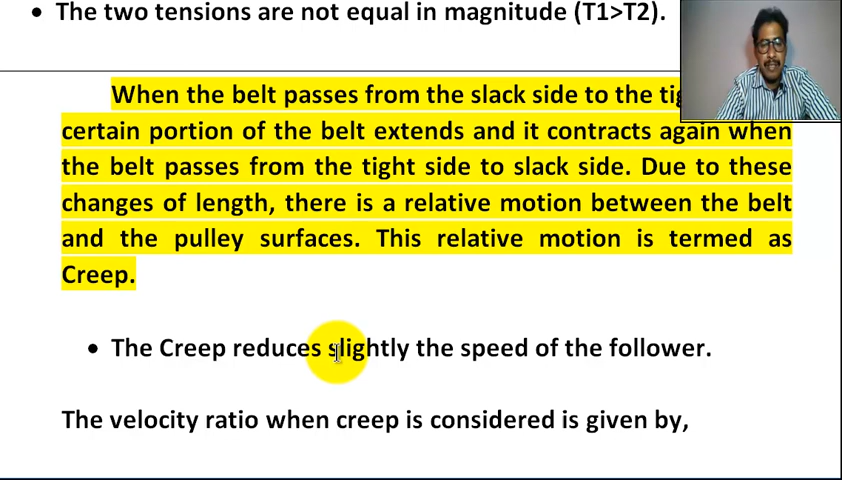 • The two tensions are not equal in magnitude (T1>T2).
When the belt passes from the slack side to the
certain portion of the belt extends and it contracts again when
the belt passes from the tight side to slack side. Due to these
changes of length, there is a relative motion between the belt
and the pulley surfaces. This relative motion is termed as
Creep.
• The Creep reduces slightly the speed of the follower.
The velocity ratio when creep is considered is given by,